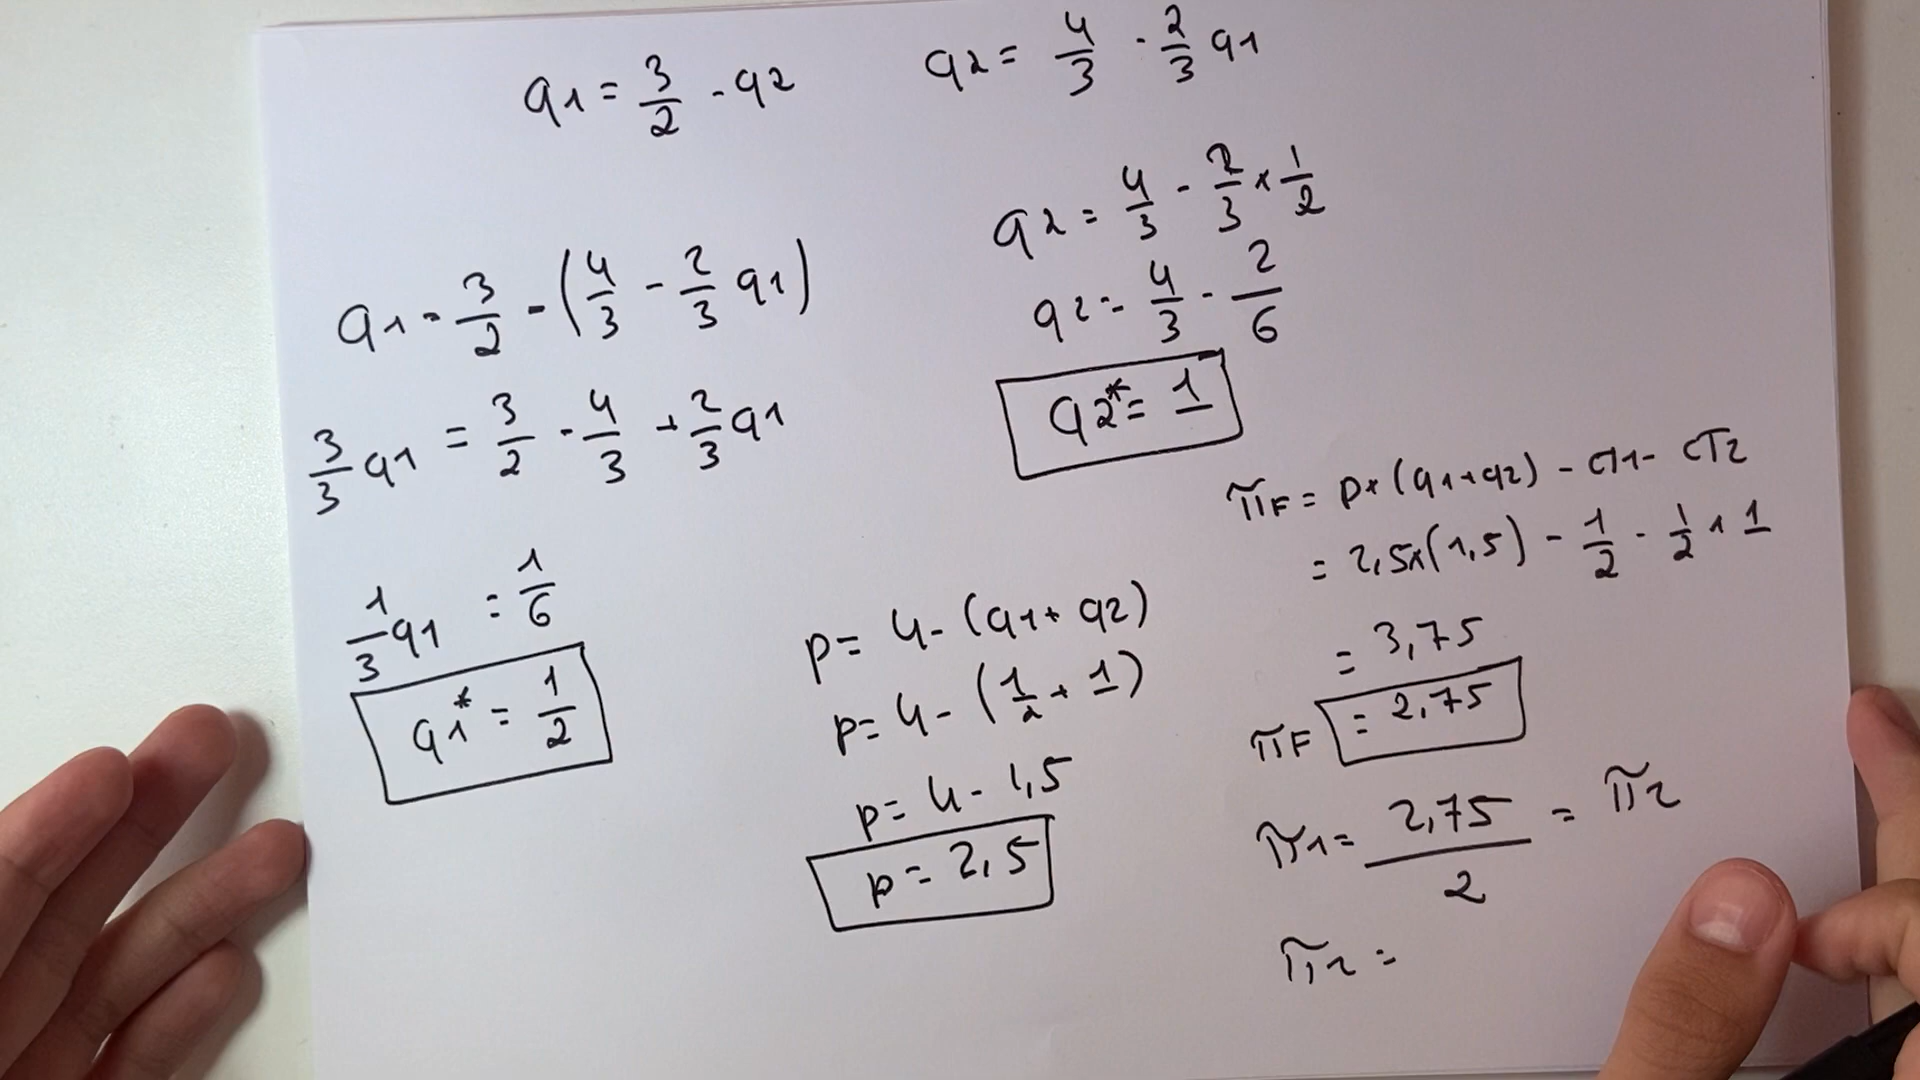 q1 = 3/2 - q2
q2 = 4/3 - 2/3 q1
q1 = 3/2 - (4/3 - 2/3 q1)
3/3 q1 = 3/2 - 4/3 + 2/3 q1
1/3 q1 = 1/6
q1* = 1/2
q2 = 4/3 - 2/3 × 1/2
q2 = 4/3 - 2/6
q2* = 1
p = 4 - (q1 + q2)
p = 4 - (1/2 + 1)
p = 4 - 1,5
p = 2,5
πF = p × (q1 + q2) - CT1 - CT2
= 2,5 × (1,5) - 1/2 - 1/2 × 1
= 3,75
πF = 2,75
π1 = 2,75/2 = π2
π2 =